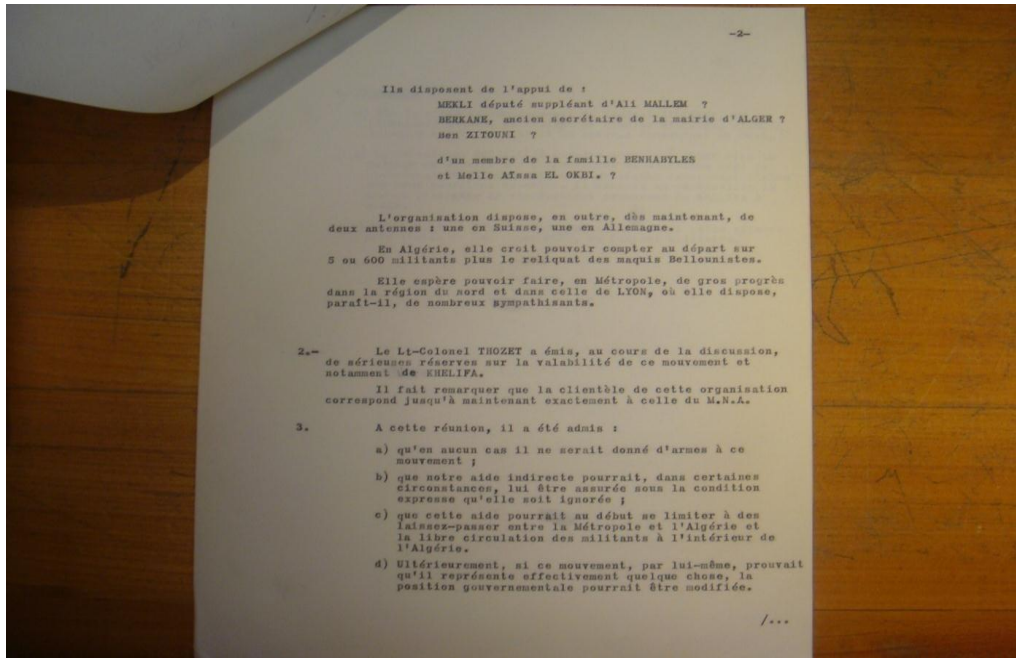 -2-
Ils disposent de l'appui de :
MEKLI député suppléant d'Ali MALLEM ?
BERKANE, ancien secrétaire de la mairie d'ALGER ?
Ben ZITOUNI ?
d'un membre de la famille BENHABYLES
et Melle Aïssa EL OKBI. ?
L'organisation dispose, en outre, dès maintenant, de
deux antennes : une en Suisse, une en Allemagne.
En Algérie, elle croit pouvoir compter au départ sur
5 ou 600 militants plus le reliquat des maquis Bellounistes.
Elle espère pouvoir faire, en Métropole, de gros progrès
dans la région du nord et dans celle de LYON, où elle dispose,
paraît-il, de nombreux sympathisants.
2.- Le Lt-Colonel THOZET a émis, au cours de la discussion,
de sérieuses réserves sur la valabilité de ce mouvement et
notamment de KHELIFA.
Il fait remarquer que la clientèle de cette organisation
correspond jusqu'à maintenant exactement à celle du M.N.A.
3. A cette réunion, il a été admis :
a) qu'en aucun cas il ne serait donné d'armes à ce
mouvement ;
b) que notre aide indirecte pourrait, dans certaines
circonstances, lui être assurée sous la condition
expresse qu'elle soit ignorée ;
c) que cette aide pourrait au début se limiter à des
laissez-passer entre la Métropole et l'Algérie et
la libre circulation des militants à l'intérieur de
l'Algérie.
d) Ultérieurement, si ce mouvement, par lui-même, prouvait
qu'il représente effectivement quelque chose, la
position gouvernementale pourrait être modifiée.
/...